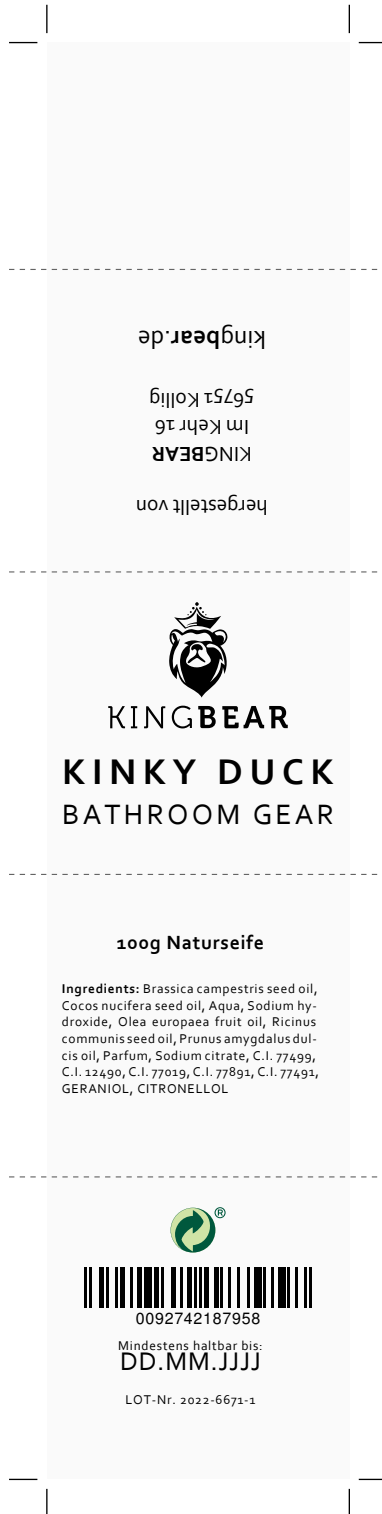 kingbear.de
56751 Kollig
Im Kehr 16
KINGBEAR
hergestellt von
KINGBEAR
KINKY DUCK
BATHROOM GEAR
100g Naturseife
Ingredients: Brassica campestris seed oil,
Cocos nucifera seed oil, Aqua, Sodium hy-
droxide, Olea europaea fruit oil, Ricinus
communis seed oil, Prunus amygdalus dul-
cis oil, Parfum, Sodium citrate, C.I. 77499,
C.I. 12490, C.I. 77019, C.I. 77891, C.I. 77491,
GERANIOL, CITRONELLOL
®
0092742187958
Mindestens haltbar bis:
DD.MM.JJJJ
LOT-Nr. 2022-6671-1